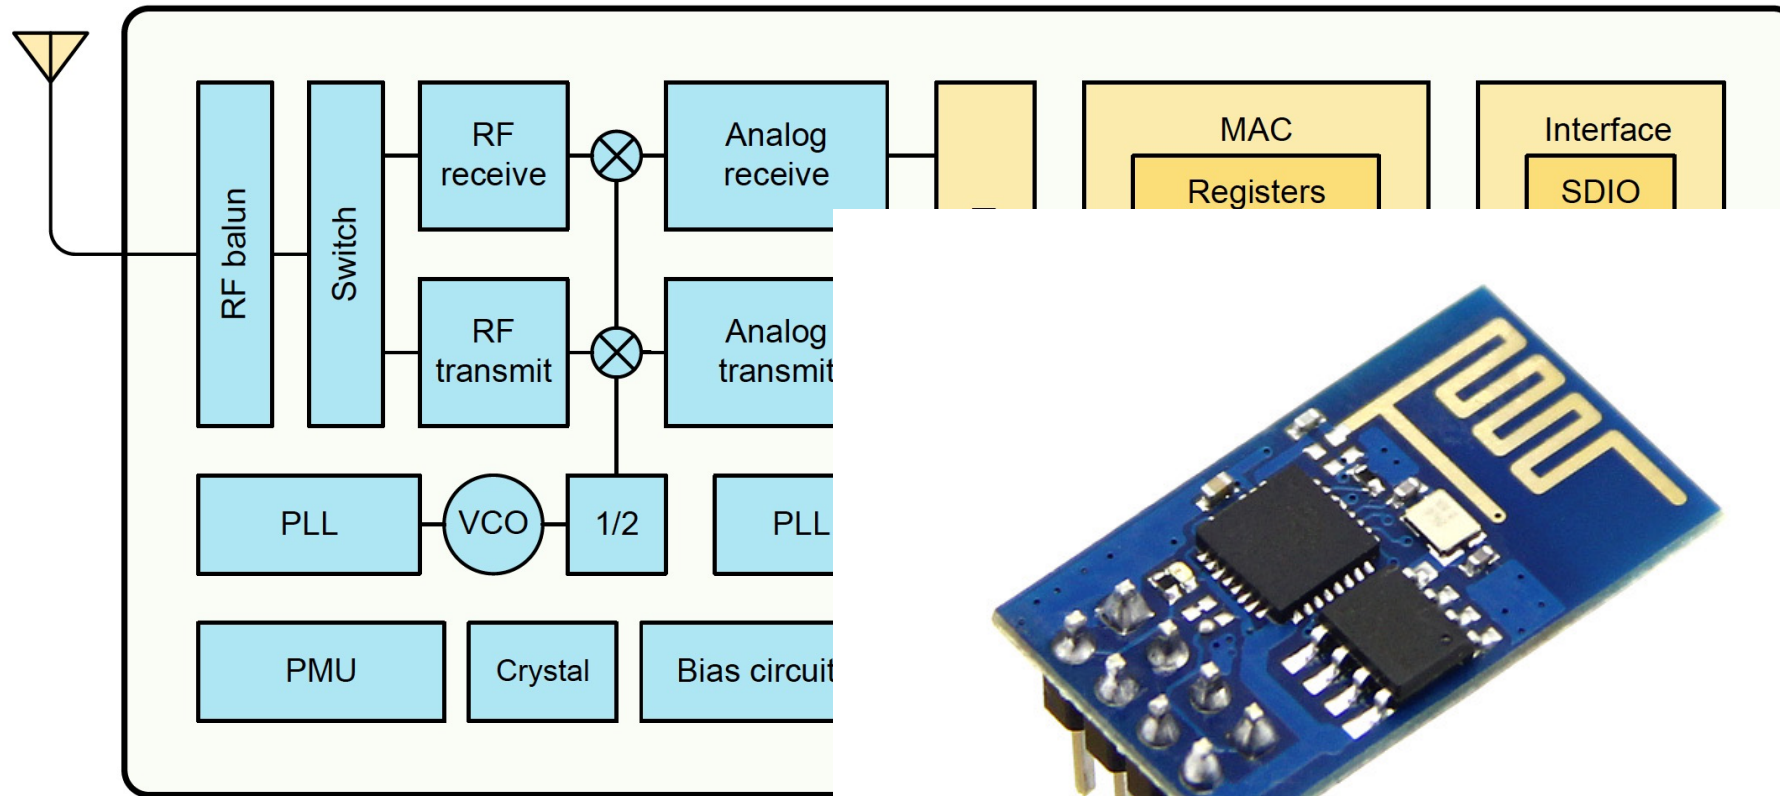 RF balun
Switch
RF
receive
Analog
receive
MAC
Registers
Interface
SDIO
RF
transmit
Analog
transmit
PLL
VCO
1/2
PLL
PMU
Crystal
Bias circuit